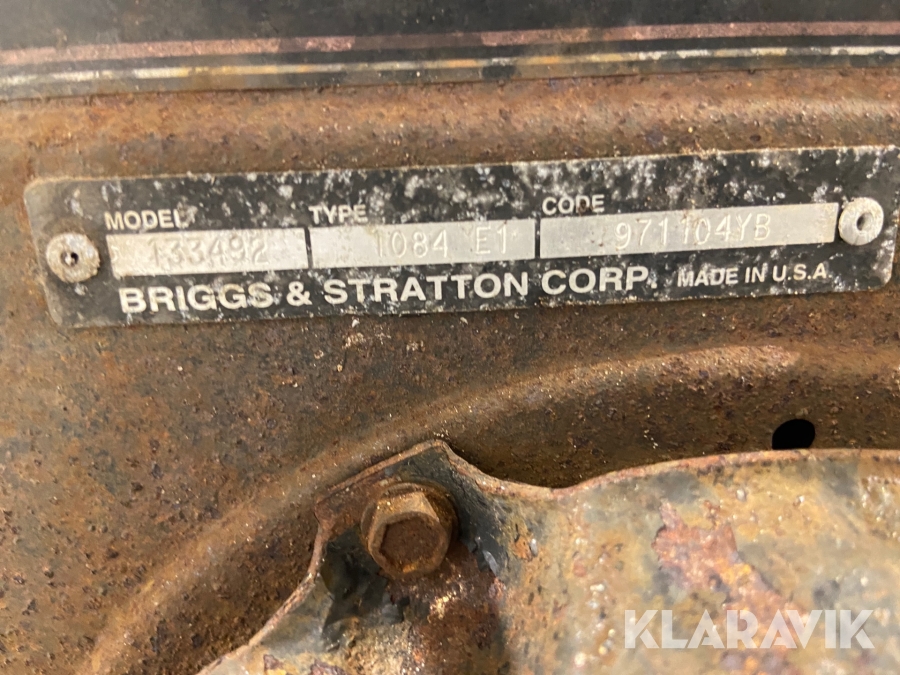 MODEL TYPE CODE
133492 1084 E1 971104YB
BRIGGS & STRATTON CORP. MADE IN U.S.A
KLARAVIK